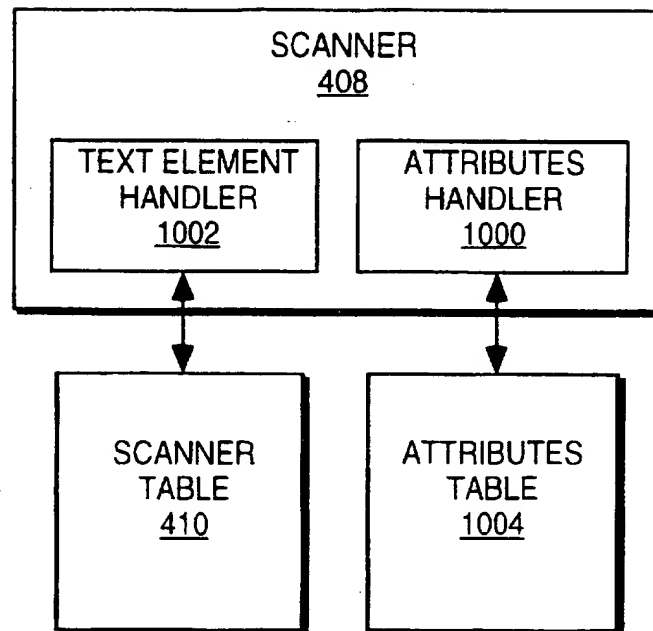 SCANNER
408
TEXT ELEMENT
HANDLER
1002
ATTRIBUTES
HANDLER
1000
SCANNER
TABLE
410
ATTRIBUTES
TABLE
1004